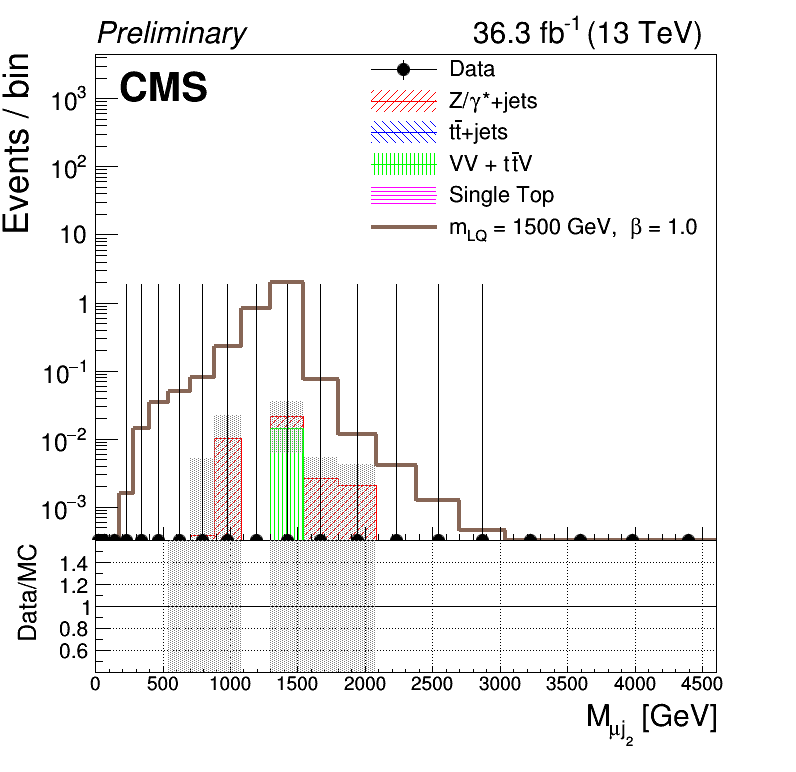 Preliminary 36.3 fb⁻¹ (13 TeV)
CMS
Data
Z/γ*+jets
tt̄+jets
VV + tt̄V
Single Top
m_LQ = 1500 GeV, β = 1.0
Events / bin
10³
10²
10
1
10⁻¹
10⁻²
10⁻³
Data/MC
1.4
1.2
1
0.8
0.6
0 500 1000 1500 2000 2500 3000 3500 4000 4500
M_μj₂ [GeV]